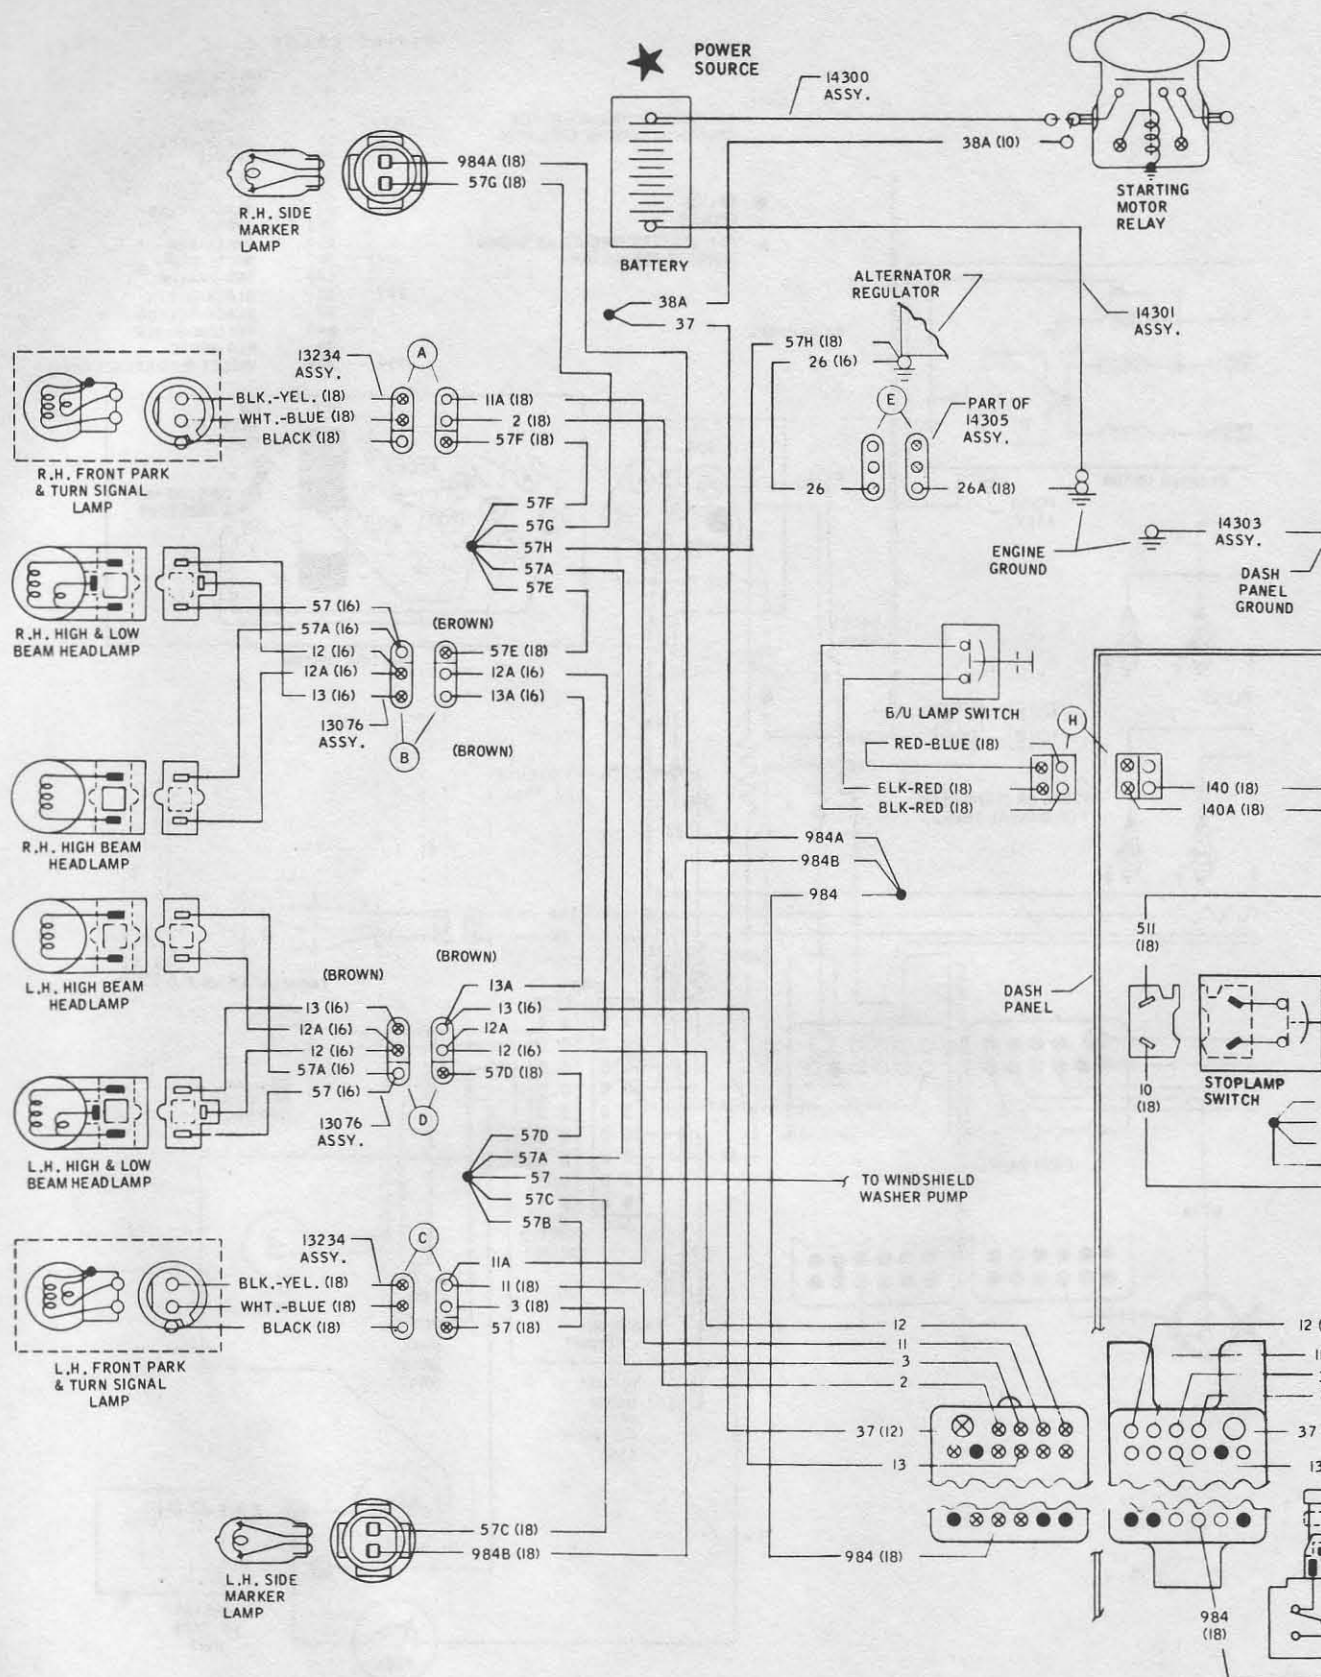 POWER
SOURCE
14300
ASSY.
38A (10)
STARTING
MOTOR
RELAY
984A (18)
57G (18)
R.H. SIDE
MARKER
LAMP
BATTERY
38A
37
ALTERNATOR
REGULATOR
14301
ASSY.
57H (18)
26 (16)
13234
ASSY.
A
BLK.-YEL. (18)
WHT.-BLUE (18)
BLACK (18)
11A (18)
2 (18)
57F (18)
E
PART OF
14305
ASSY.
R.H. FRONT PARK
& TURN SIGNAL
LAMP
26
26A (18)
57F
57G
57H
57A
57E
ENGINE
GROUND
14303
ASSY.
DASH
PANEL
GROUND
R.H. HIGH & LOW
BEAM HEADLAMP
57 (16)
57A (16)
12 (16)
12A (16)
13 (16)
(BROWN)
57E (18)
12A (16)
13A (16)
13076
ASSY.
B
(BROWN)
B/U LAMP SWITCH
H
RED-BLUE (18)
BLK-RED (18)
BLK-RED (18)
140 (18)
140A (18)
R.H. HIGH BEAM
HEADLAMP
984A
984B
984
511
(18)
L.H. HIGH BEAM
HEADLAMP
(BROWN)
(BROWN)
13 (16)
12A (16)
12 (16)
57A (16)
57 (16)
13A
13 (16)
12A
12 (16)
57D (18)
DASH
PANEL
STOPLAMP
SWITCH
10
(18)
13076
ASSY.
D
L.H. HIGH & LOW
BEAM HEADLAMP
57D
57A
57
57C
57B
TO WINDSHIELD
WASHER PUMP
13234
ASSY.
C
BLK.-YEL. (18)
WHT.-BLUE (18)
BLACK (18)
11A
11 (18)
3 (18)
57 (18)
L.H. FRONT PARK
& TURN SIGNAL
LAMP
12
11
3
2
37 (12)
13
12 (
37
13
57C (18)
984B (18)
L.H. SIDE
MARKER
LAMP
984 (18)
984
(18)